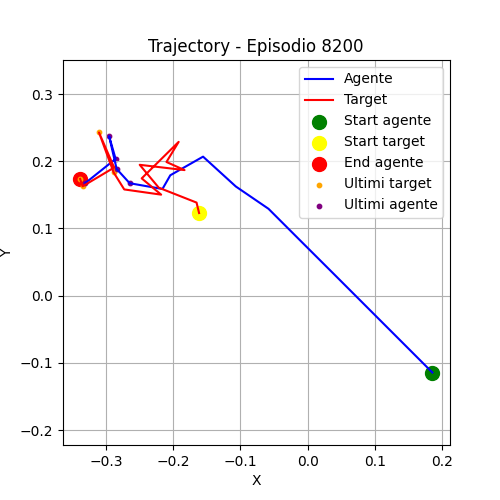 Trajectory - Episodio 8200
Agente
Target
Start agente
Start target
End agente
Ultimi target
Ultimi agente
0.3
0.2
0.1
0.0
−0.1
−0.2
Y
−0.3
−0.2
−0.1
0.0
0.1
0.2
X